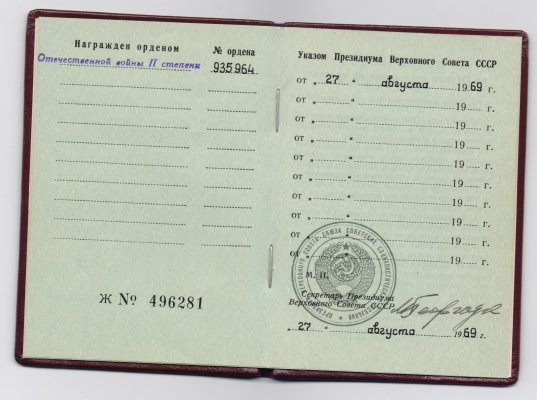 Награжден орденом
№ ордена
Отечественной войны II степени
935964
Ж № 496281
Указом Президиума Верховного Совета СССР
от „ 27 “ августа 1969 г.
от „ “ 19 г.
от „ “ 19 г.
от „ “ 19 г.
от „ “ 19 г.
от „ “ 19 г.
от „ “ 19 г.
от „ “ 19 г.
от „ “ 19 г.
от „ “ 19 г.
М. П.
Секретарь Президиума
Верховного Совета СССР
„ 27 “ августа 1969 г.